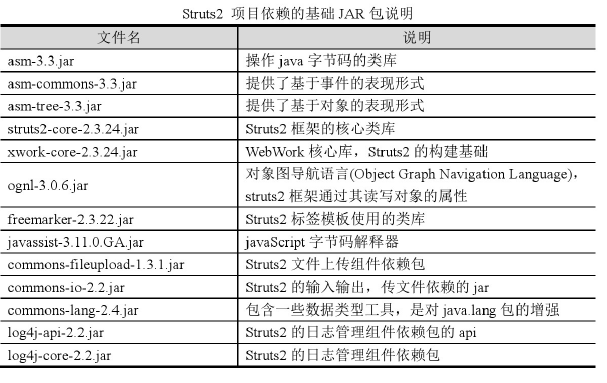 Struts2 项目依赖的基础 JAR 包说明
文件名 说明
asm-3.3.jar 操作 java 字节码的类库
asm-commons-3.3.jar 提供了基于事件的表现形式
asm-tree-3.3.jar 提供了基于对象的表现形式
struts2-core-2.3.24.jar Struts2 框架的核心类库
xwork-core-2.3.24.jar WebWork 核心库，Struts2 的构建基础
ognl-3.0.6.jar 对象图导航语言(Object Graph Navigation Language)，
struts2 框架通过其读写对象的属性
freemarker-2.3.22.jar Struts2 标签模板使用的类库
javassist-3.11.0.GA.jar javaScript 字节码解释器
commons-fileupload-1.3.1.jar Struts2 文件上传组件依赖包
commons-io-2.2.jar Struts2 的输入输出，传文件依赖的 jar
commons-lang-2.4.jar 包含一些数据类型工具，是对 java.lang 包的增强
log4j-api-2.2.jar Struts2 的日志管理组件依赖包的 api
log4j-core-2.2.jar Struts2 的日志管理组件依赖包